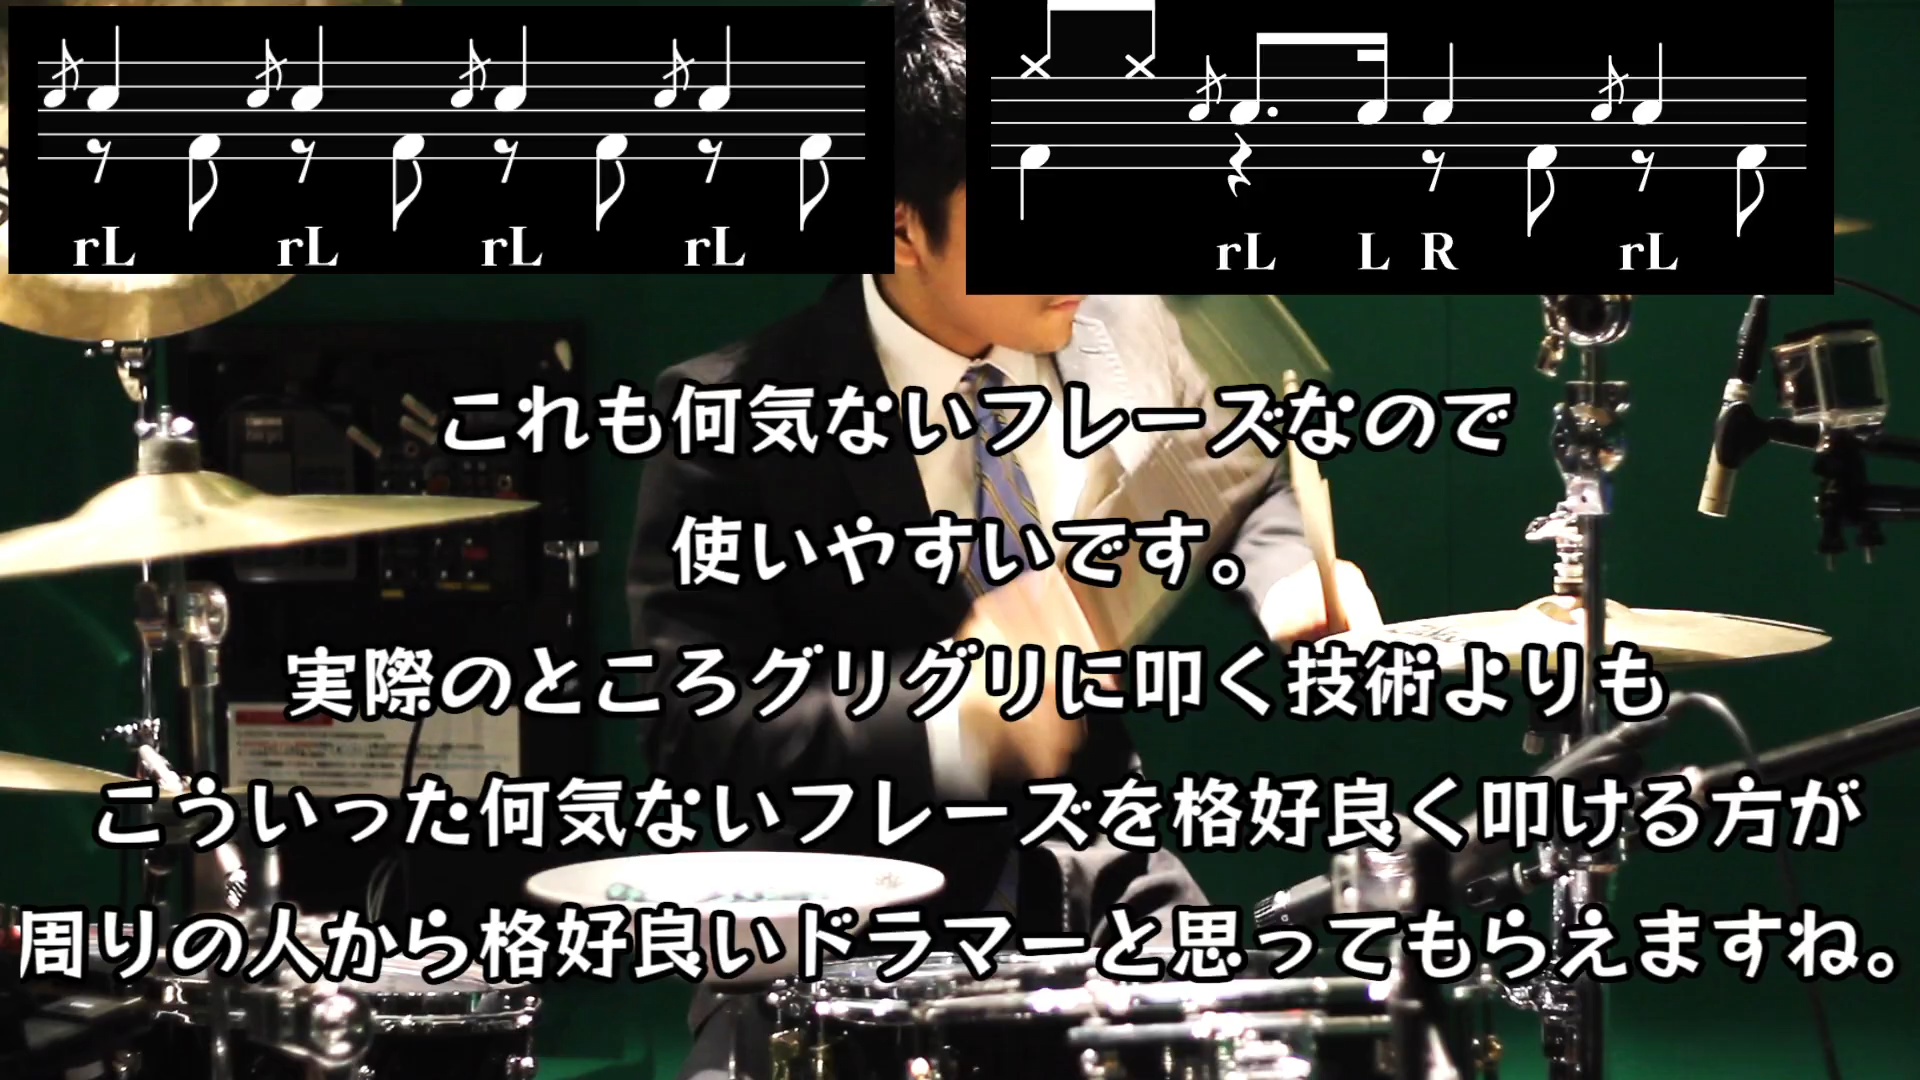 rL rL rL rL
rL L R rL
これも何気ないフレーズなので
使いやすいです。
実際のところグリグリに叩く技術よりも
こういった何気ないフレーズを格好良く叩ける方が
周りの人から格好良いドラマーと思ってもらえますね。